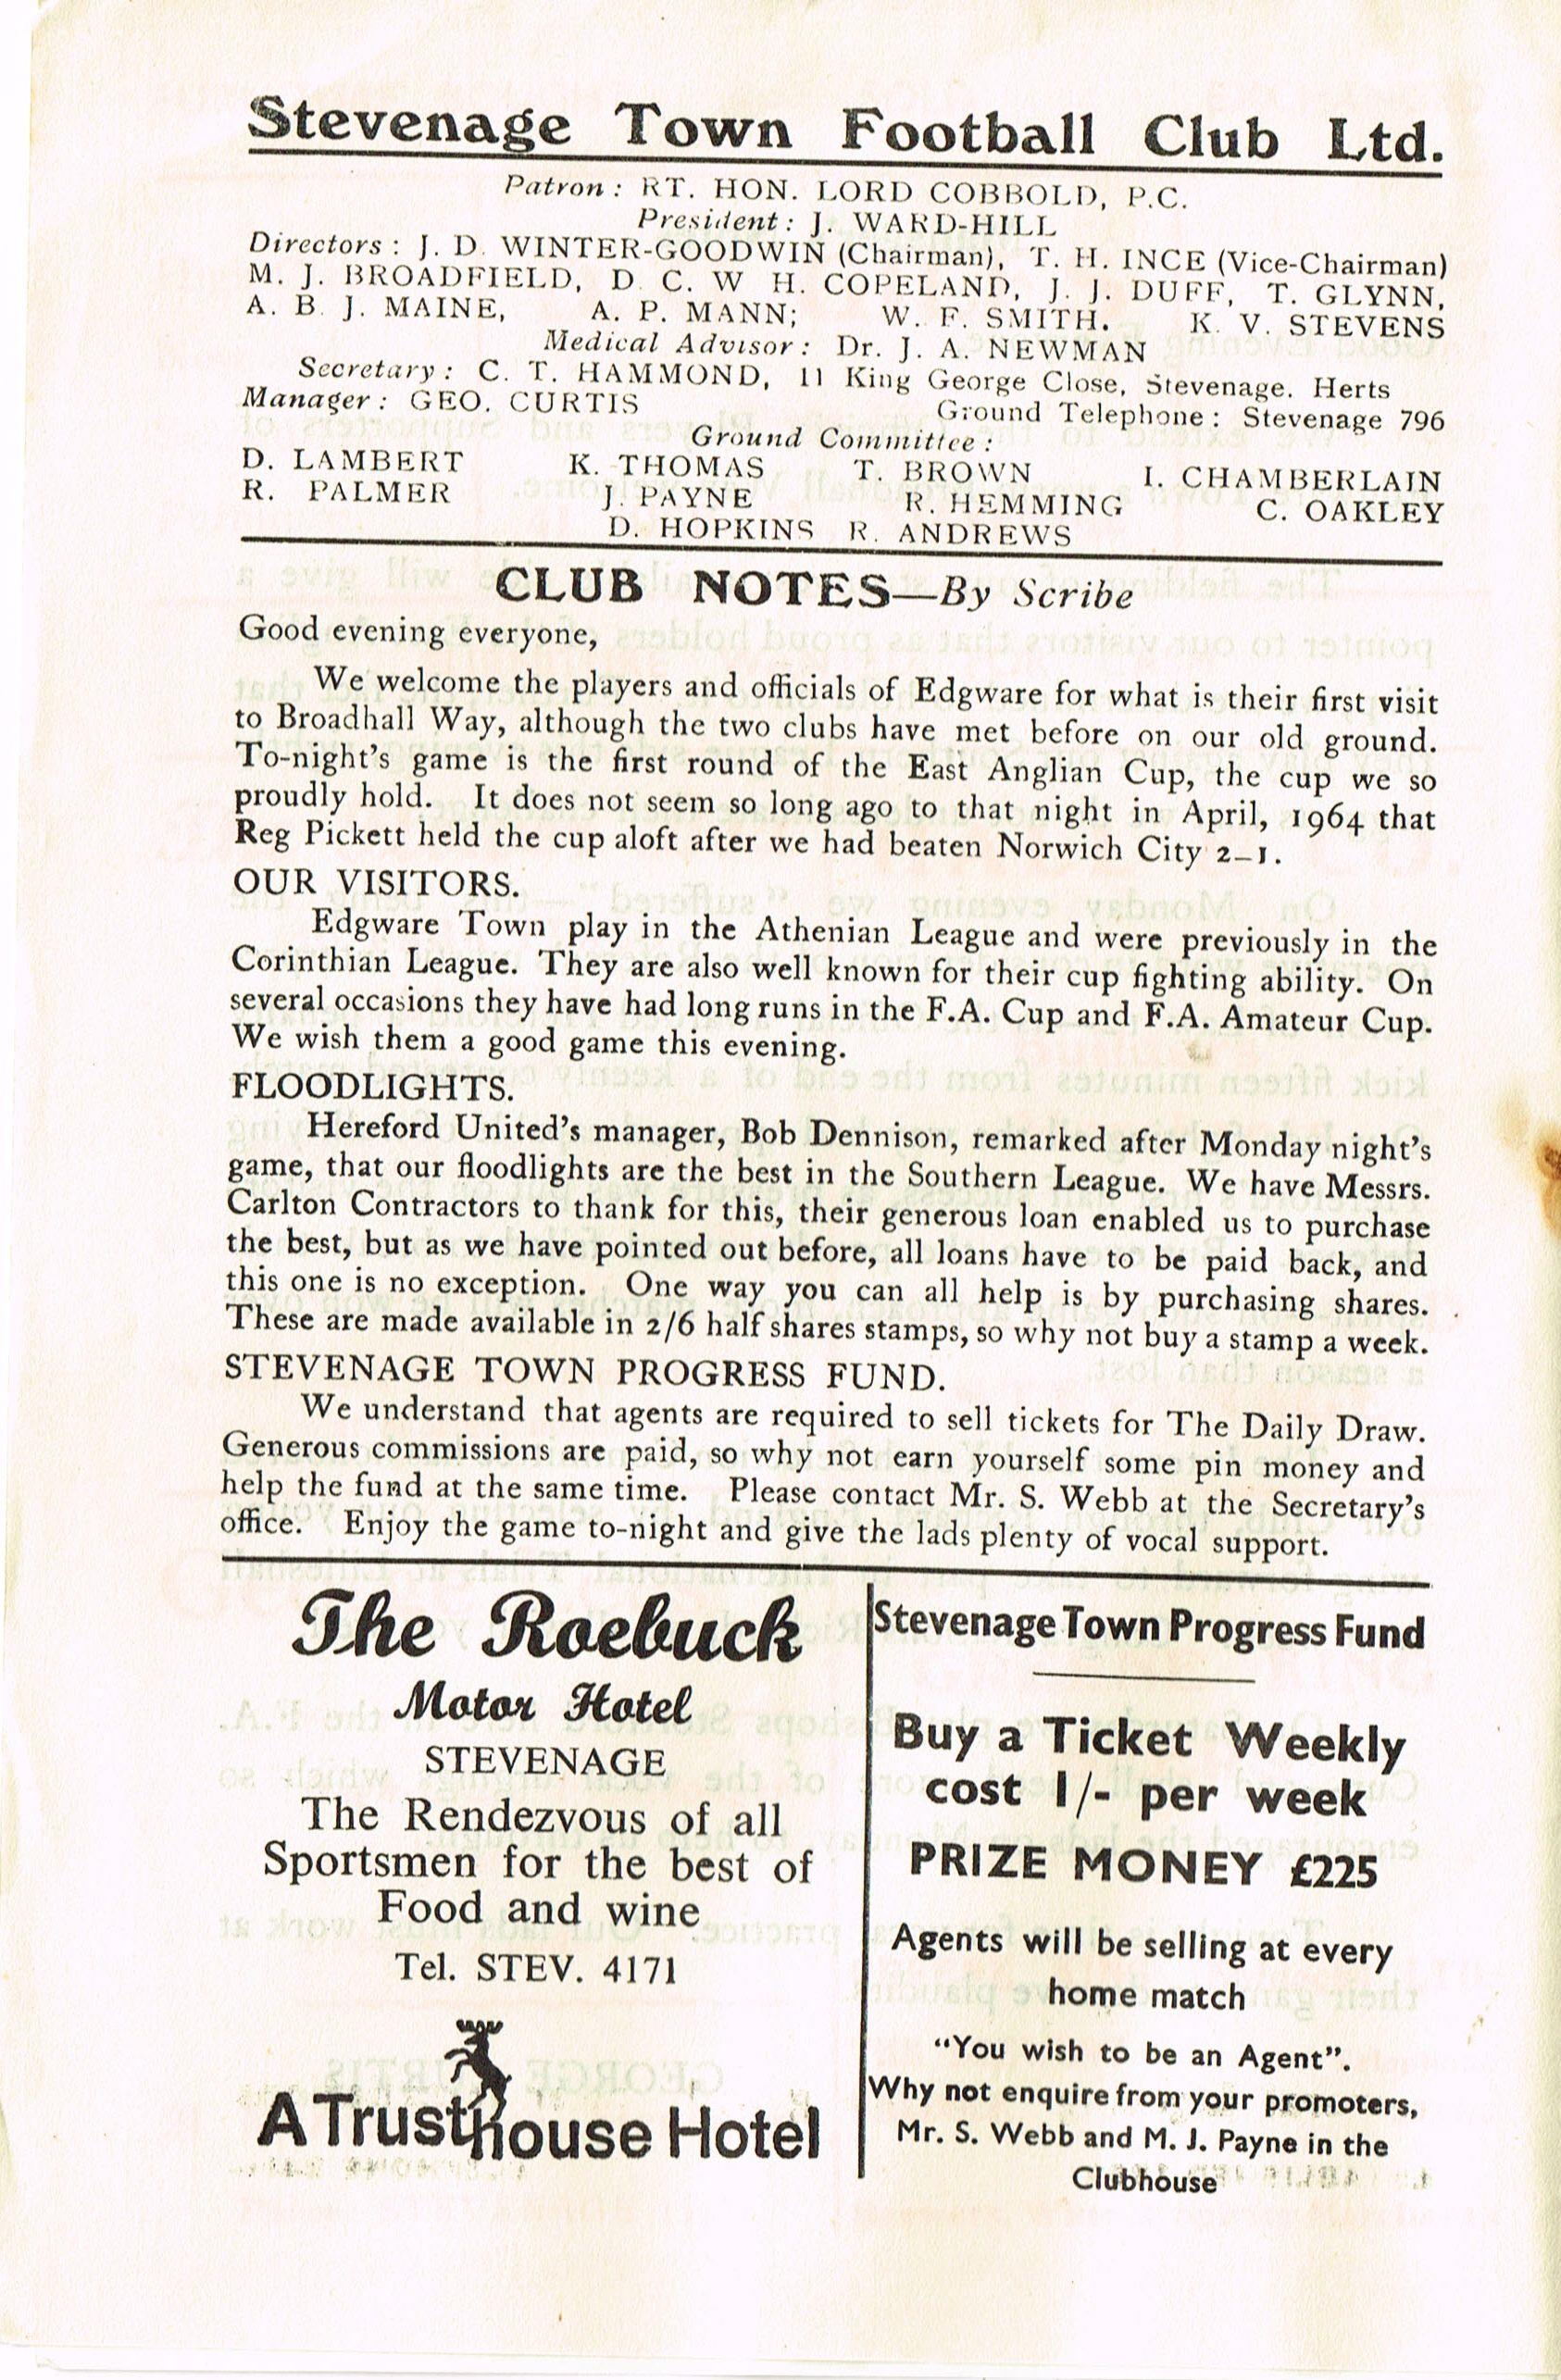 Stevenage Town Football Club Ltd.
Patron : RT. HON. LORD COBBOLD, P.C.
President : J. WARD-HILL
Directors : J. D. WINTER-GOODWIN (Chairman), T. H. INCE (Vice-Chairman)
M. J. BROADFIELD, D. C. W H. COPELAND, J. J. DUFF, T. GLYNN,
A. B. J. MAINE, A. P. MANN; W. F. SMITH. K. V. STEVENS
Medical Advisor : Dr. J. A. NEWMAN
Secretary : C. T. HAMMOND, 11 King George Close, Stevenage. Herts
Manager : GEO. CURTIS Ground Telephone : Stevenage 796
Ground Committee :
D. LAMBERT K. THOMAS T. BROWN I. CHAMBERLAIN
R. PALMER J. PAYNE R. HEMMING C. OAKLEY
D. HOPKINS R. ANDREWS
CLUB NOTES—By Scribe
Good evening everyone,
We welcome the players and officials of Edgware for what is their first visit
to Broadhall Way, although the two clubs have met before on our old ground.
To-night's game is the first round of the East Anglian Cup, the cup we so
proudly hold. It does not seem so long ago to that night in April, 1964 that
Reg Pickett held the cup aloft after we had beaten Norwich City 2–1.
OUR VISITORS.
Edgware Town play in the Athenian League and were previously in the
Corinthian League. They are also well known for their cup fighting ability. On
several occasions they have had long runs in the F.A. Cup and F.A. Amateur Cup.
We wish them a good game this evening.
FLOODLIGHTS.
Hereford United's manager, Bob Dennison, remarked after Monday night's
game, that our floodlights are the best in the Southern League. We have Messrs.
Carlton Contractors to thank for this, their generous loan enabled us to purchase
the best, but as we have pointed out before, all loans have to be paid back, and
this one is no exception. One way you can all help is by purchasing shares.
These are made available in 2/6 half shares stamps, so why not buy a stamp a week.
STEVENAGE TOWN PROGRESS FUND.
We understand that agents are required to sell tickets for The Daily Draw.
Generous commissions are paid, so why not earn yourself some pin money and
help the fund at the same time. Please contact Mr. S. Webb at the Secretary's
office. Enjoy the game to-night and give the lads plenty of vocal support.
The Roebuck
Motor Hotel
STEVENAGE
The Rendezvous of all
Sportsmen for the best of
Food and wine
Tel. STEV. 4171
A Trusthouse Hotel
Stevenage Town Progress Fund
Buy a Ticket Weekly
cost 1/- per week
PRIZE MONEY £225
Agents will be selling at every
home match
"You wish to be an Agent".
Why not enquire from your promoters,
Mr. S. Webb and M. J. Payne in the
Clubhouse